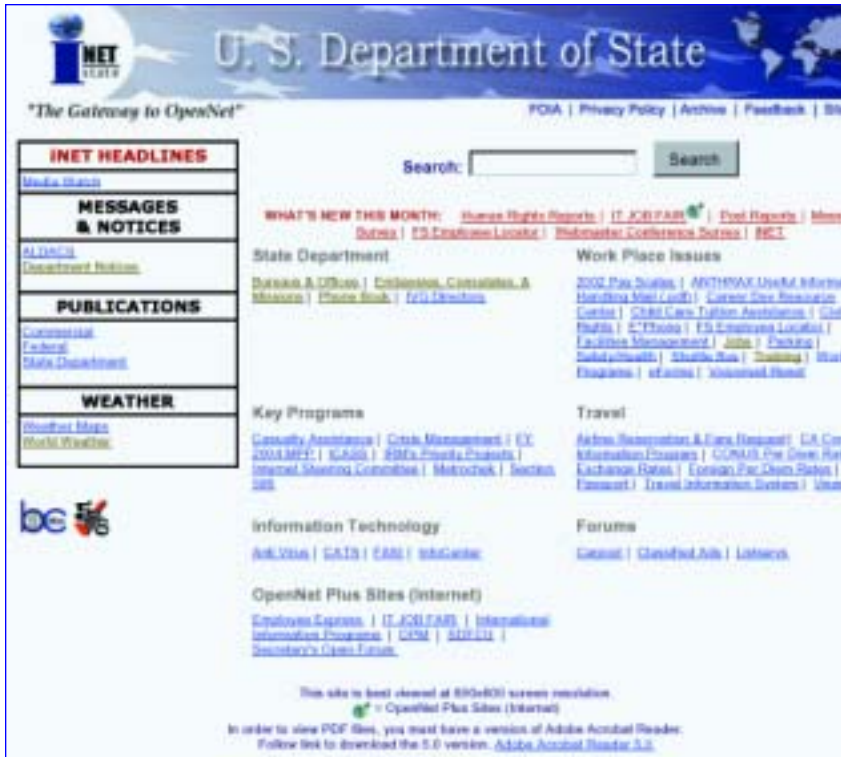 iNET
state
U. S. Department of State
"The Gateway to OpenNet"
FOIA | Privacy Policy | Archive | Feedback |
INET HEADLINES
Media Watch
MESSAGES
& NOTICES
ALDACS
Department Notices
PUBLICATIONS
Commercial
Federal
State Department
WEATHER
Weather Maps
World Weather
bc
Search:
Search
WHAT'S NEW THIS MONTH: Human Rights Reports | IT JOB FAIR | Post Reports |
Survey | FS Employee Locator | Webmaster Conference Survey | INET
State Department
Bureaus & Offices | Embassies, Consulates, &
Missions | Phone Book | IVG Directory
Work Place Issues
2002 Pay Scales | ANTHRAX Useful
Handling Mail | Career Dev Resource
Center | Child Care Tuition Assistance |
Rights | E*Phone | FS Employee Locator |
Facilities Management | Jobs | Parking |
Safety/Health | Shuttle Bus | Training |
Programs | eForms | Voicemail Reset
Key Programs
Casualty Assistance | Crisis Management | FY
2004 MPP | ICASS | IRM's Priority Projects |
Internet Steering Committee | Metrochek | Section
508
Travel
Airline Reservation & Fare Request | CA
Information Program | CONUS Per Diem
Exchange Rates | Foreign Per Diem Rates |
Passport | Travel Information System |
Information Technology
Anti Virus | CATS | FASI | InfoCenter
Forums
Carpool | Classified Ads | Listservs
OpenNet Plus Sites (Internet)
Employee Express | IT JOB FAIR | International
Information Programs | OPM | SDFCU |
Secretary's Open Forum
This site is best viewed at 800x600 screen resolution.
= OpenNet Plus Sites (Internet)
In order to view PDF files, you must have a version of Adobe Acrobat Reader.
Follow link to download the 5.0 version. Adobe Acrobat Reader 5.0